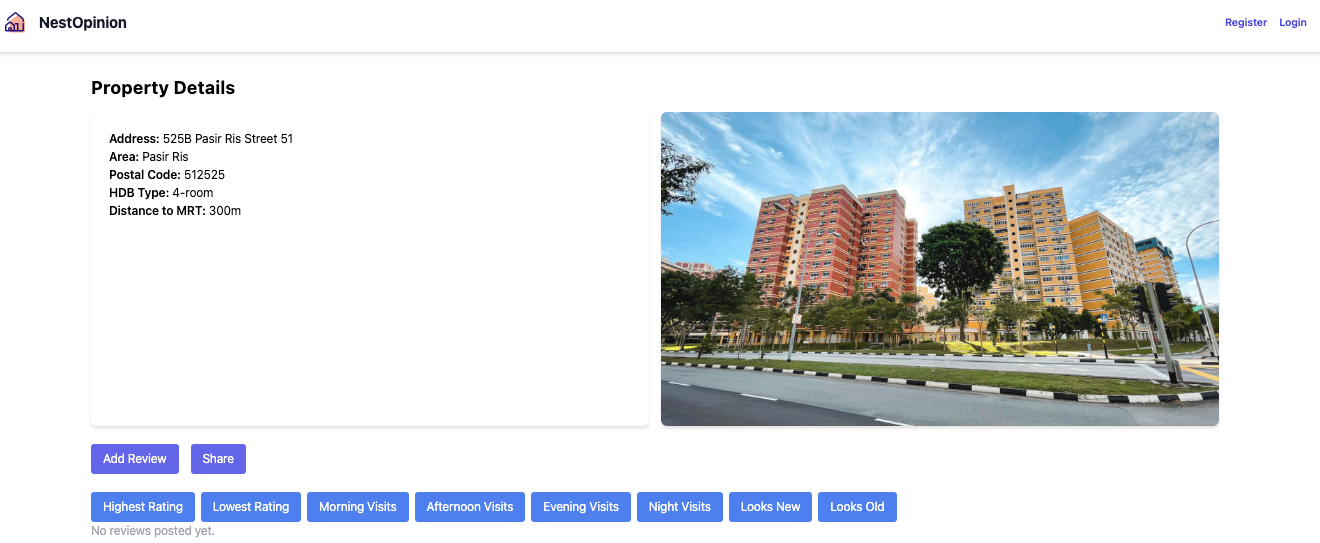 NestOpinion
Register Login
Property Details
Address: 525B Pasir Ris Street 51
Area: Pasir Ris
Postal Code: 512525
HDB Type: 4-room
Distance to MRT: 300m
Add Review Share
Highest Rating Lowest Rating Morning Visits Afternoon Visits Evening Visits Night Visits Looks New Looks Old
No reviews posted yet.